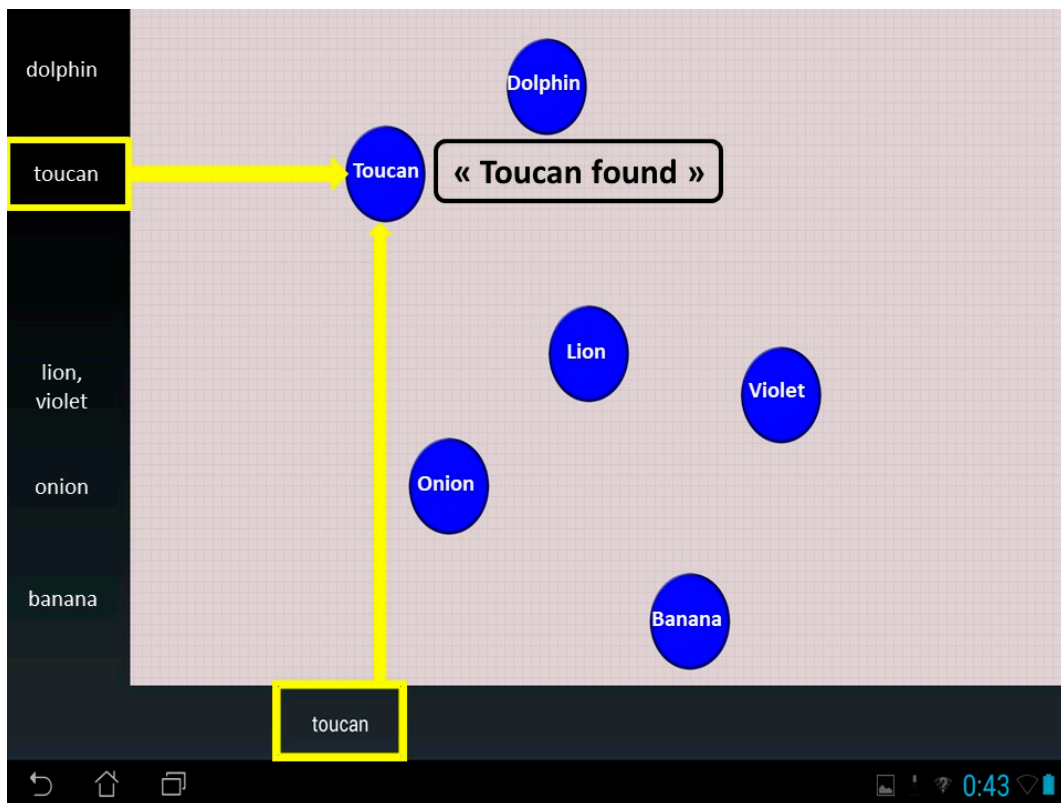 dolphin
Dolphin
toucan
Toucan
« Toucan found »
lion,
violet
Lion
Violet
onion
Onion
banana
Banana
toucan
0:43